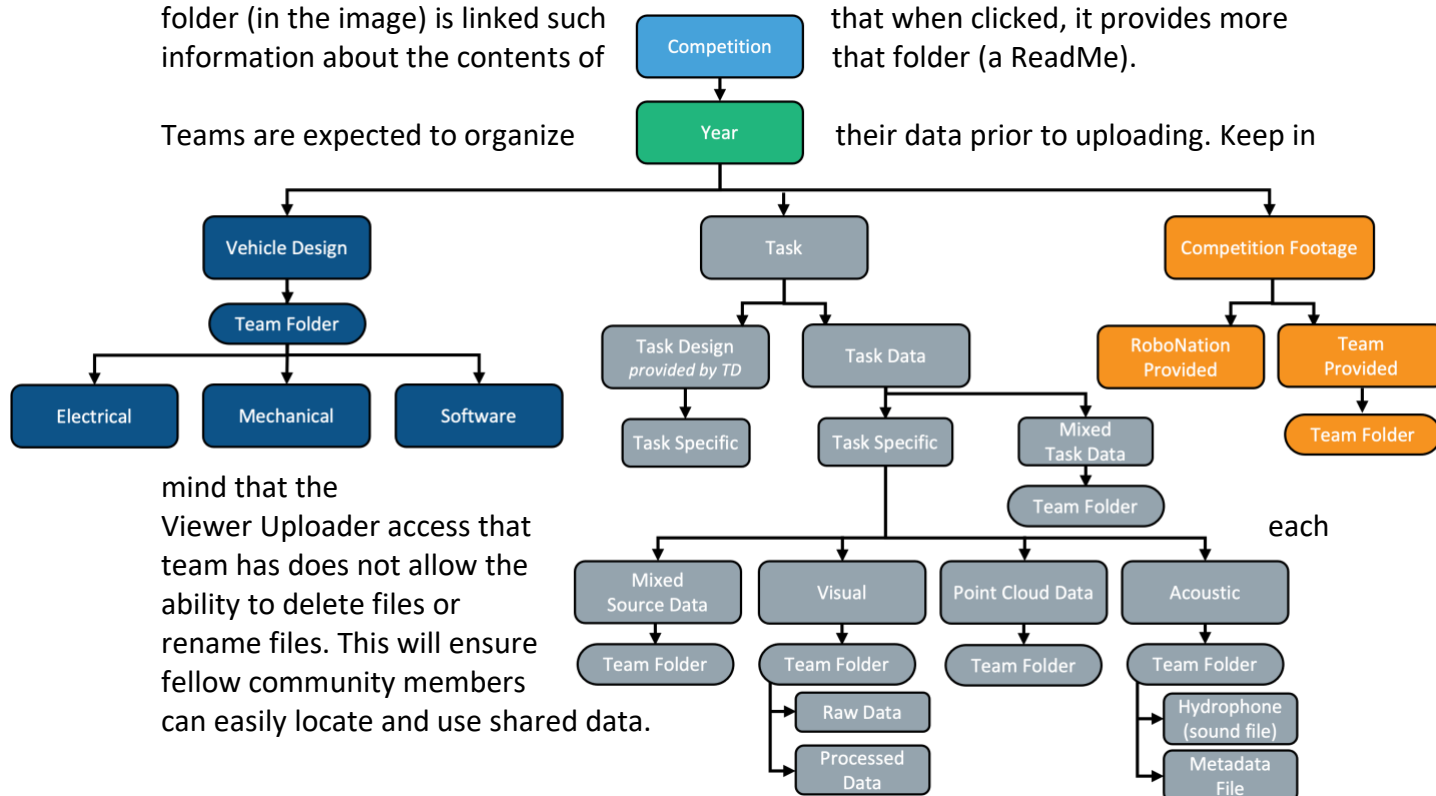 folder (in the image) is linked such that when clicked, it provides more
Competition
information about the contents of that folder (a ReadMe).
Teams are expected to organize their data prior to uploading. Keep in
Year
Vehicle Design
Task
Competition Footage
Team Folder
Task Design
provided by TD
Task Data
RoboNation
Provided
Team
Provided
Electrical
Mechanical
Software
Task Specific
Task Specific
Mixed
Task Data
Team Folder
Team Folder
mind that the
Viewer Uploader access that each
team has does not allow the
ability to delete files or
rename files. This will ensure
fellow community members
can easily locate and use shared data.
Mixed
Source Data
Visual
Point Cloud Data
Acoustic
Team Folder
Team Folder
Team Folder
Team Folder
Raw Data
Processed
Data
Hydrophone
(sound file)
Metadata
File